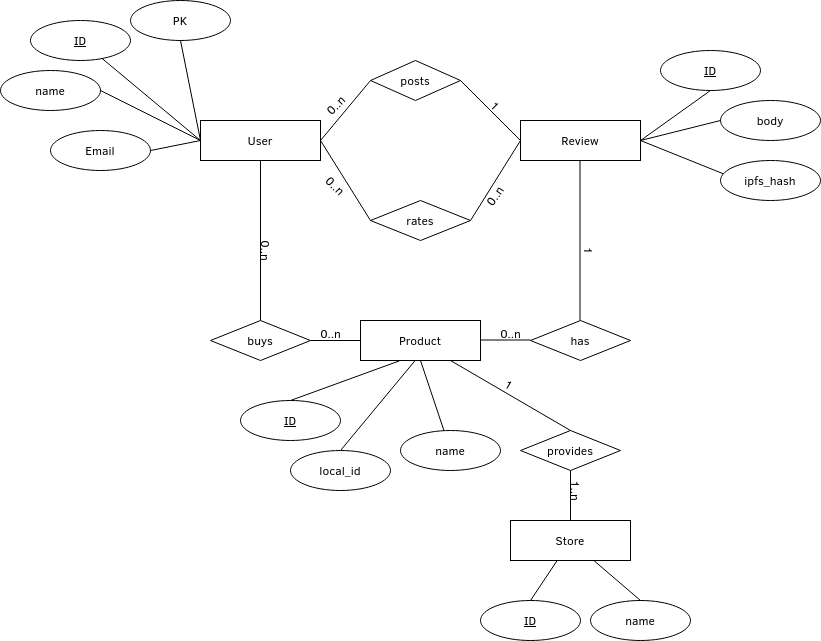 PK
ID
name
Email
User
0..n
posts
1
Review
ID
body
ipfs_hash
0..n
rates
0..n
0..n
1
buys
0..n
Product
0..n
has
1
ID
local_id
name
provides
1..n
Store
ID
name